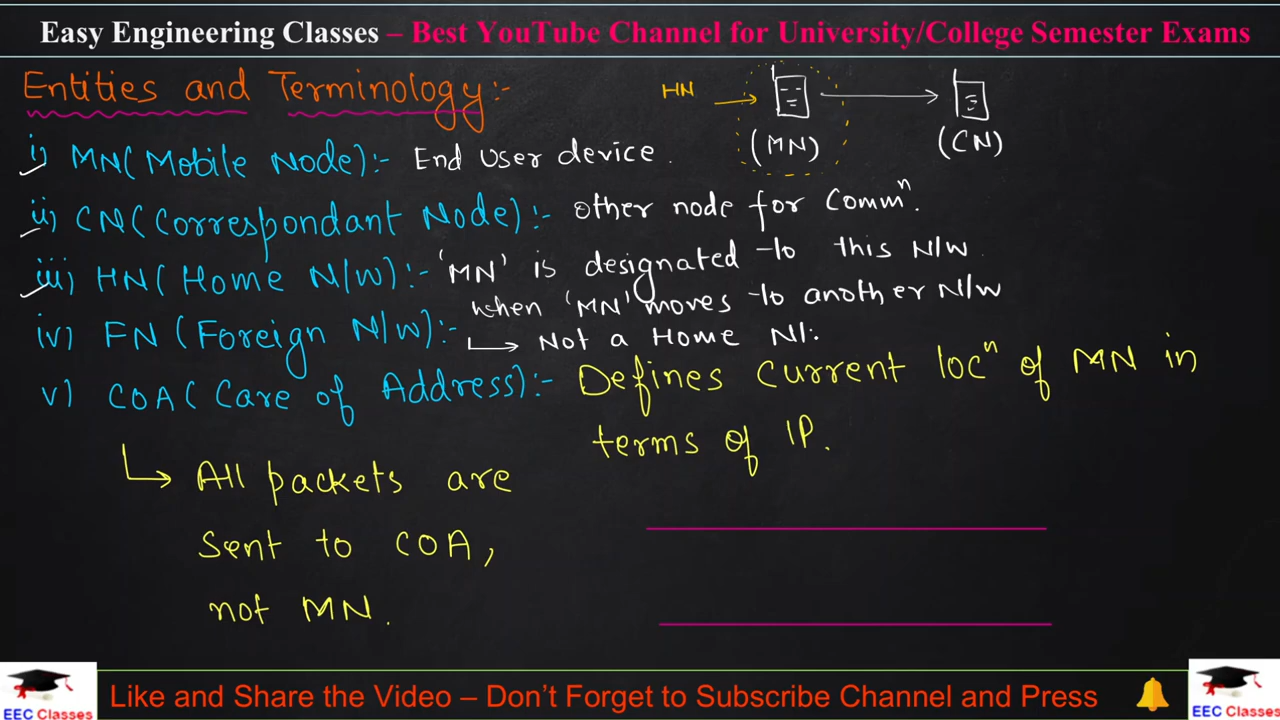 Easy Engineering Classes – Best YouTube Channel for University/College Semester Exams
Entities and Terminology:-
HN
(MN)
(CN)
i) MN(Mobile Node):- End User device.
ii) CN(Correspondant Node):- other node for Commⁿ.
iii) HN(Home N/W):- 'MN' is designated to this N/W.
iv) FN (Foreign N/W):- when 'MN' moves to another N/W
Not a Home N/.
v) COA( Care of Address):- Defines current locⁿ of MN in
terms of IP.
All packets are
sent to COA,
not MN.
Like and Share the Video – Don't Forget to Subscribe Channel and Press
EEC Classes
EEC Classes